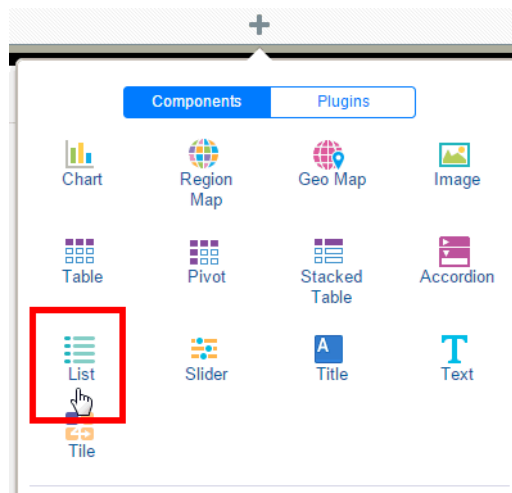 Components Plugins
Chart Region Map Geo Map Image
Table Pivot Stacked Table Accordion
List Slider Title Text
Tile